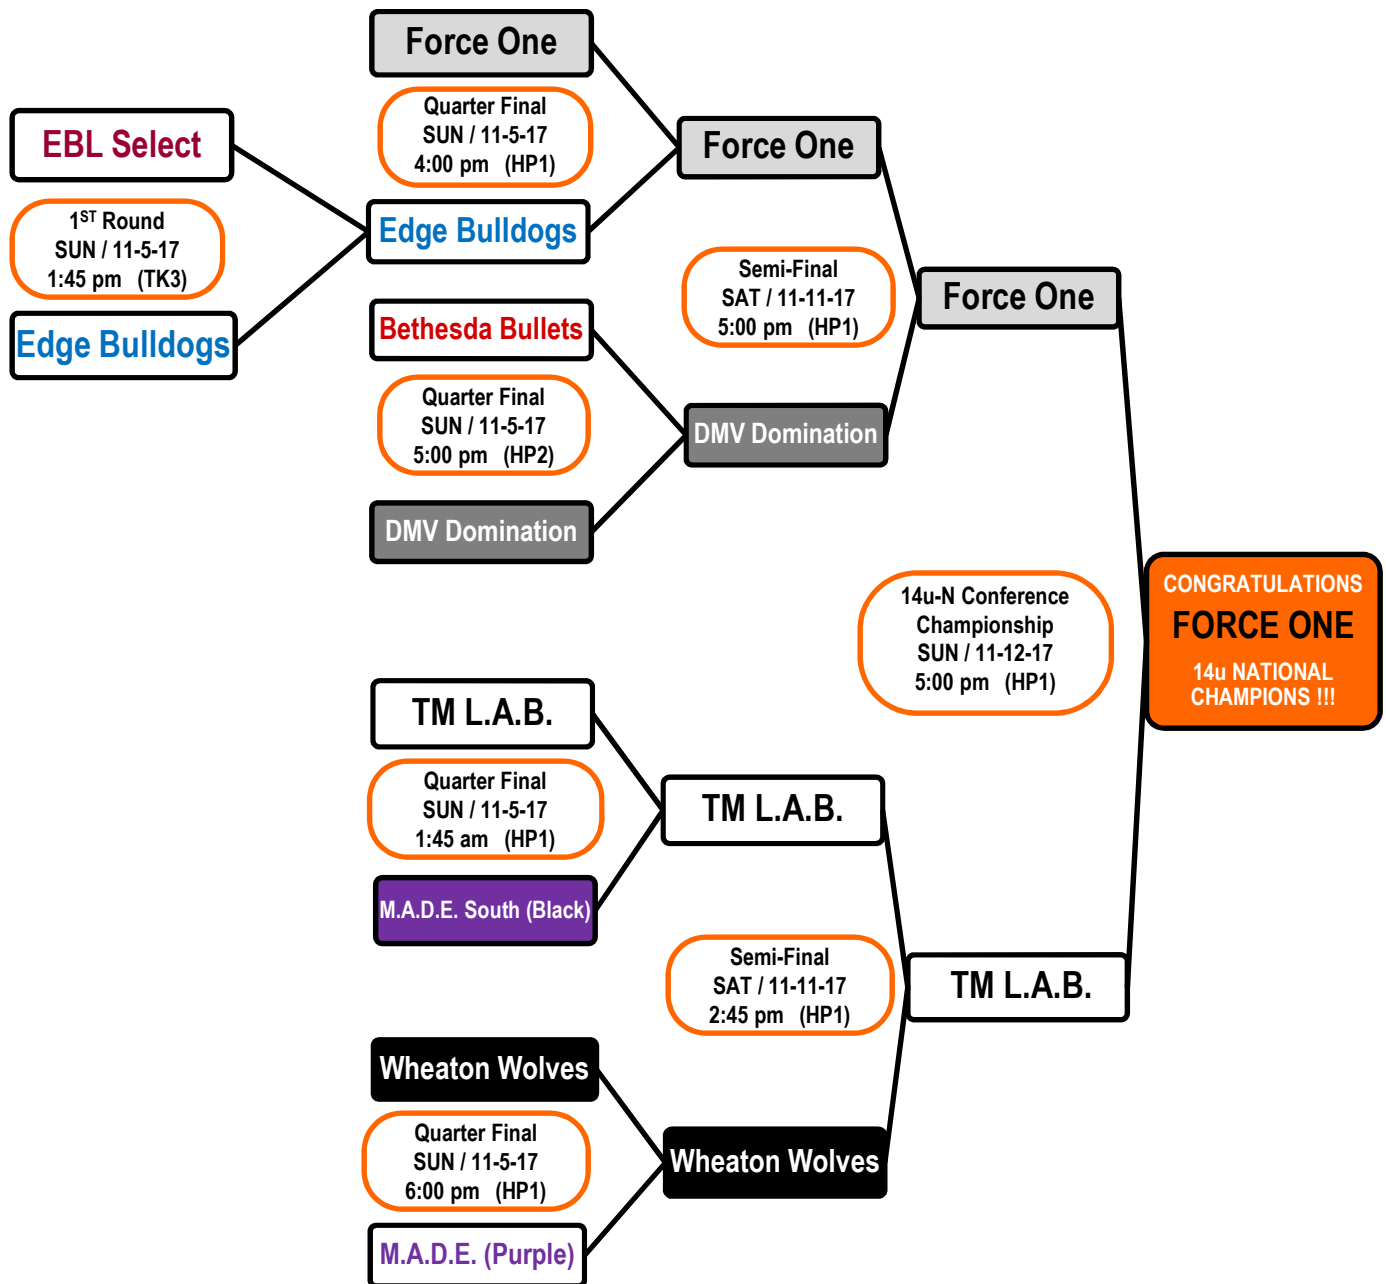 Force One
Quarter Final
SUN / 11-5-17
4:00 pm (HP1)
EBL Select
1ST Round
SUN / 11-5-17
1:45 pm (TK3)
Edge Bulldogs
Edge Bulldogs
Force One
Bethesda Bullets
Quarter Final
SUN / 11-5-17
5:00 pm (HP2)
DMV Domination
Semi-Final
SAT / 11-11-17
5:00 pm (HP1)
DMV Domination
Force One
14u-N Conference
Championship
SUN / 11-12-17
5:00 pm (HP1)
CONGRATULATIONS
FORCE ONE
14u NATIONAL
CHAMPIONS !!!
TM L.A.B.
Quarter Final
SUN / 11-5-17
1:45 am (HP1)
M.A.D.E. South (Black)
TM L.A.B.
Semi-Final
SAT / 11-11-17
2:45 pm (HP1)
TM L.A.B.
Wheaton Wolves
Quarter Final
SUN / 11-5-17
6:00 pm (HP1)
M.A.D.E. (Purple)
Wheaton Wolves